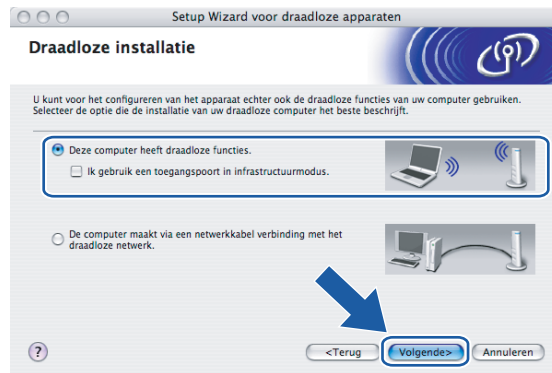 Setup Wizard voor draadloze apparaten
Draadloze installatie
U kunt voor het configureren van het apparaat echter ook de draadloze functies van uw computer gebruiken.
Selecteer de optie die de installatie van uw draadloze computer het beste beschrijft.
Deze computer heeft draadloze functies.
Ik gebruik een toegangspoort in infrastructuurmodus.
De computer maakt via een netwerkkabel verbinding met het
draadloze netwerk.
?
<Terug
Volgende>
Annuleren